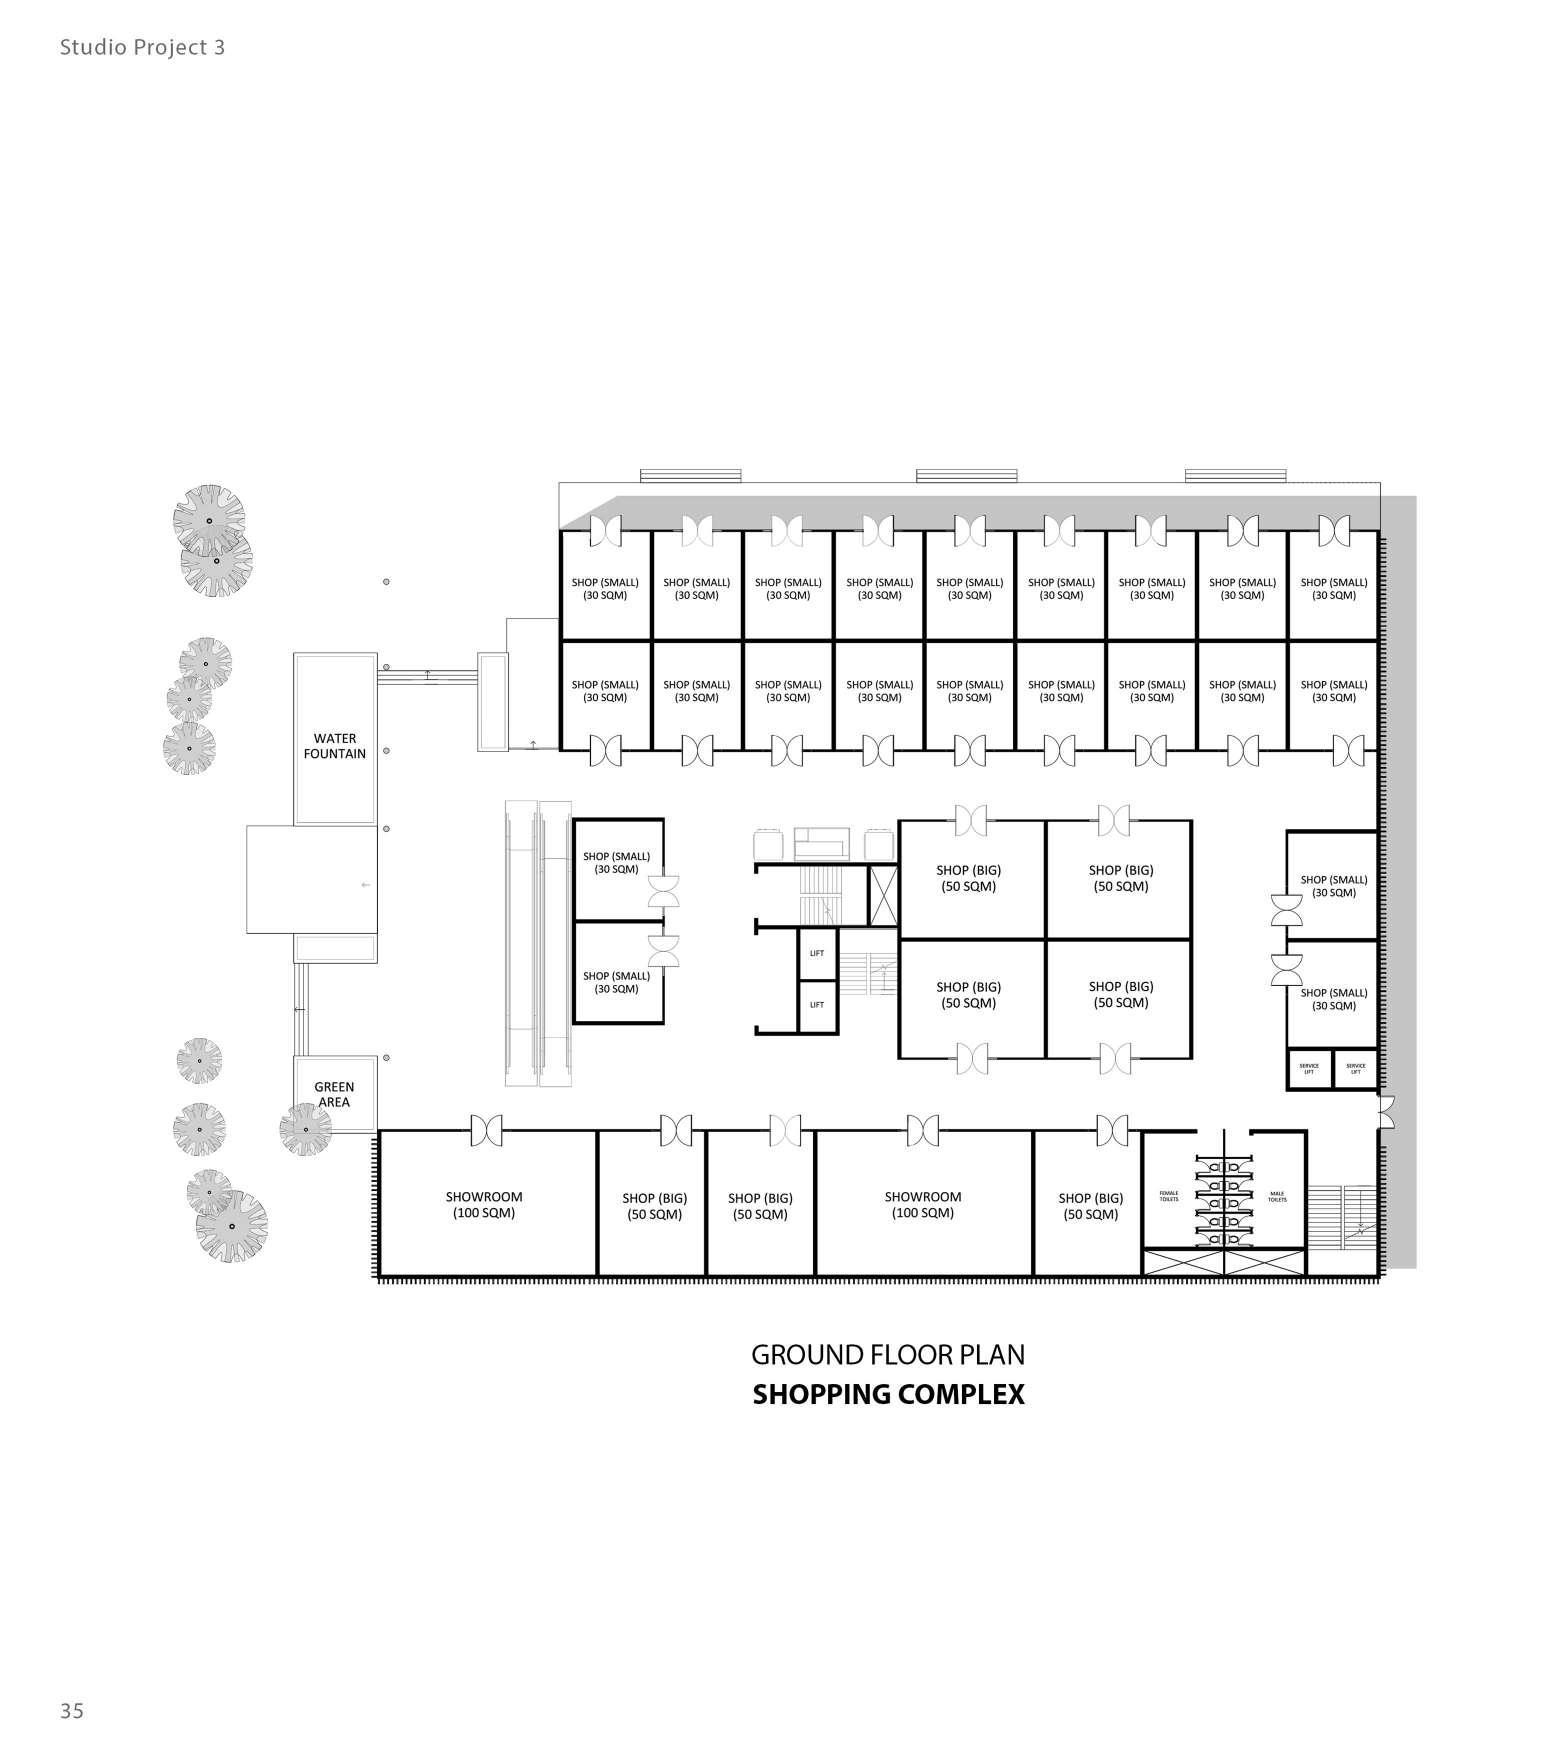 Studio Project 3
SHOP (SMALL) SHOP (SMALL) SHOP (SMALL) SHOP (SMALL) SHOP (SMALL) SHOP (SMALL) SHOP (SMALL) SHOP (SMALL) SHOP (SMALL)
(30 SQM) (30 SQM) (30 SQM) (30 SQM) (30 SQM) (30 SQM) (30 SQM) (30 SQM) (30 SQM)
SHOP (SMALL) SHOP (SMALL) SHOP (SMALL) SHOP (SMALL) SHOP (SMALL) SHOP (SMALL) SHOP (SMALL) SHOP (SMALL) SHOP (SMALL)
(30 SQM) (30 SQM) (30 SQM) (30 SQM) (30 SQM) (30 SQM) (30 SQM) (30 SQM) (30 SQM)
WATER
FOUNTAIN
SHOP (SMALL)
(30 SQM)
SHOP (BIG)
(50 SQM)
SHOP (BIG)
(50 SQM)
SHOP (SMALL)
(30 SQM)
LIFT
SHOP (SMALL)
(30 SQM)
SHOP (BIG)
(50 SQM)
SHOP (BIG)
(50 SQM)
SHOP (SMALL)
(30 SQM)
LIFT
SERVICE
LIFT
SERVICE
LIFT
GREEN
AREA
SHOWROOM
(100 SQM)
SHOP (BIG)
(50 SQM)
SHOP (BIG)
(50 SQM)
SHOWROOM
(100 SQM)
SHOP (BIG)
(50 SQM)
FEMALE
TOILETS
MALE
TOILETS
GROUND FLOOR PLAN
SHOPPING COMPLEX
35